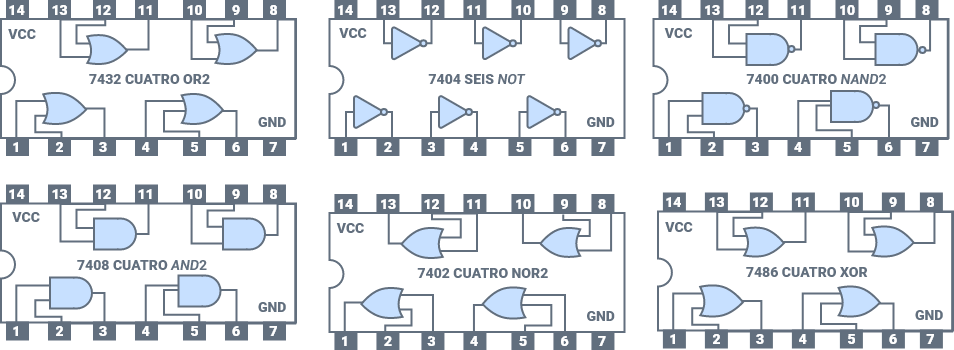 14 13 12 11 10 9 8
VCC
7432 CUATRO OR2
GND
1 2 3 4 5 6 7
14 13 12 11 10 9 8
VCC
7404 SEIS NOT
GND
1 2 3 4 5 6 7
14 13 12 11 10 9 8
VCC
7400 CUATRO NAND2
GND
1 2 3 4 5 6 7
14 13 12 11 10 9 8
VCC
7408 CUATRO AND2
GND
1 2 3 4 5 6 7
14 13 12 11 10 9 8
VCC
7402 CUATRO NOR2
GND
1 2 3 4 5 6 7
14 13 12 11 10 9 8
VCC
7486 CUATRO XOR
GND
1 2 3 4 5 6 7